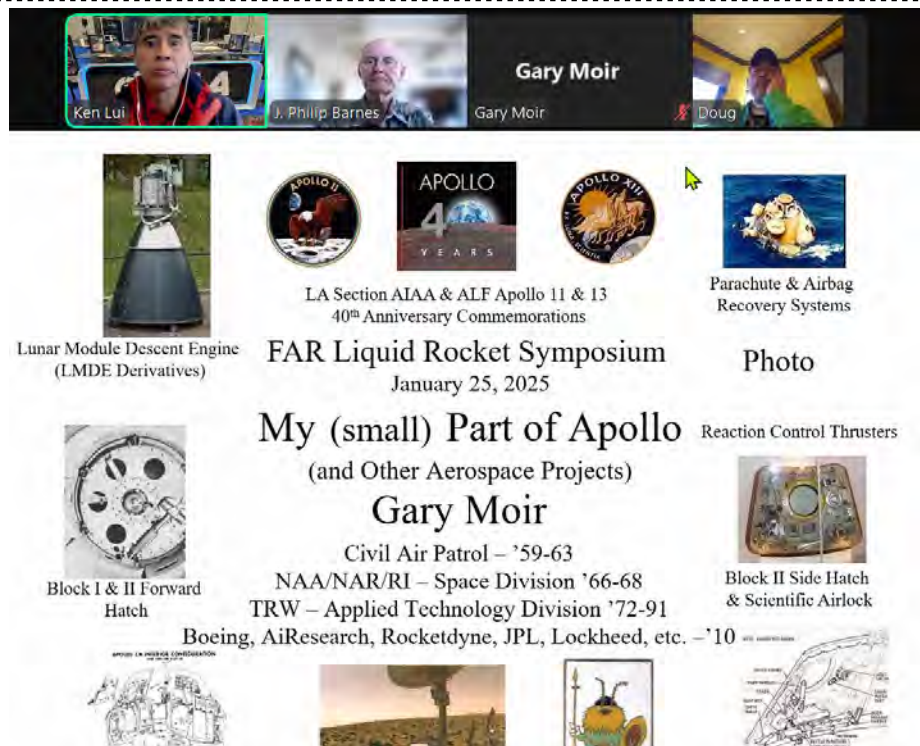 Gary Moir
Ken Lui
J. Philip Barnes
Gary Moir
Doug
APOLLO 11
APOLLO
40
YEARS
APOLLO XIII
LA Section AIAA & ALF Apollo 11 & 13
40th Anniversary Commemorations
Parachute & Airbag
Recovery Systems
Lunar Module Descent Engine
(LMDE Derivatives)
FAR Liquid Rocket Symposium
January 25, 2025
Photo
My (small) Part of Apollo
(and Other Aerospace Projects)
Gary Moir
Reaction Control Thrusters
Civil Air Patrol – ’59-63
NAA/NAR/RI – Space Division ’66-68
TRW – Applied Technology Division ’72-91
Boeing, AiResearch, Rocketdyne, JPL, Lockheed, etc. –’10
Block I & II Forward
Hatch
Block II Side Hatch
& Scientific Airlock